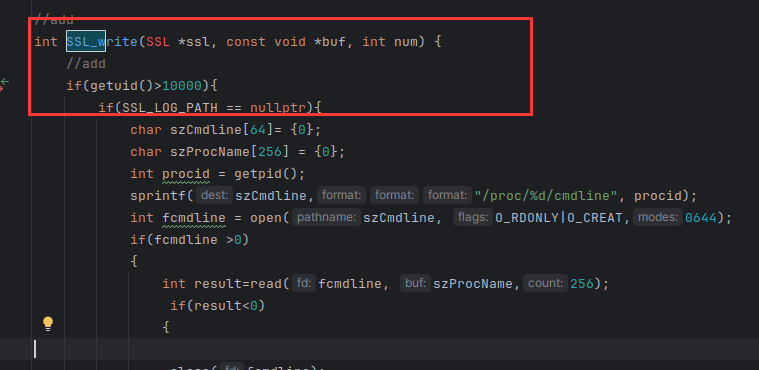 //add
int SSL_write(SSL *ssl, const void *buf, int num) {
//add
if(getuid()>10000){
if(SSL_LOG_PATH == nullptr){
char szCmdline[64]= {0};
char szProcName[256] = {0};
int procid = getpid();
sprintf( dest: szCmdline, format: format: format: "/proc/%d/cmdline", procid);
int fcmdline = open( pathname: szCmdline, flags: O_RDONLY|O_CREAT, modes: 0644);
if(fcmdline >0)
{
int result=read( fd: fcmdline, buf: szProcName, count: 256);
if(result<0)
{
close( fd: fcmdline);